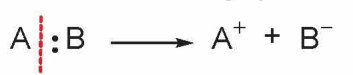 A : B ⟶ A⁺ + B⁻